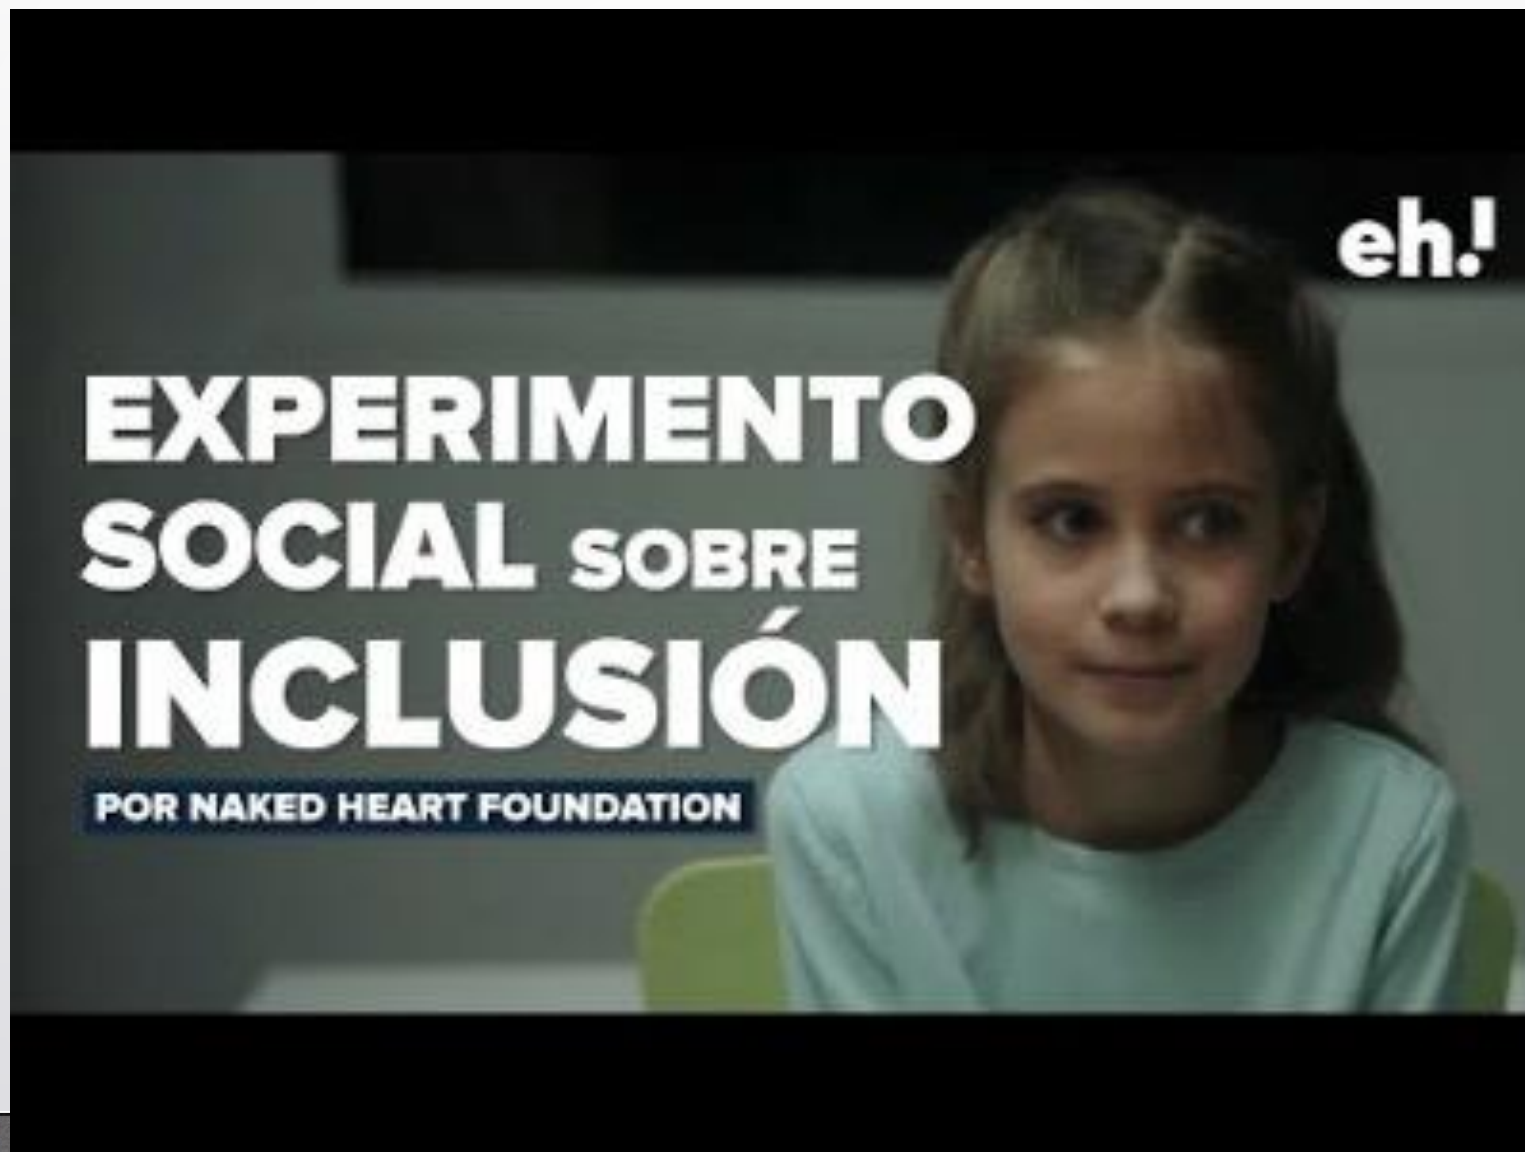 eh.!
EXPERIMENTO
SOCIAL SOBRE
INCLUSIÓN
POR NAKED HEART FOUNDATION